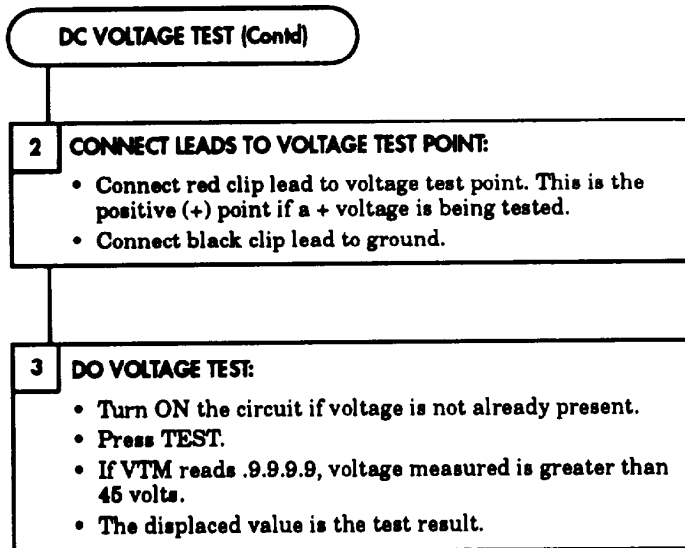 DC VOLTAGE TEST (Contd)
2 CONNECT LEADS TO VOLTAGE TEST POINT:
• Connect red clip lead to voltage test point. This is the
positive (+) point if a + voltage is being tested.
• Connect black clip lead to ground.
3 DO VOLTAGE TEST:
• Turn ON the circuit if voltage is not already present.
• Press TEST.
• If VTM reads .9.9.9.9, voltage measured is greater than
45 volts.
• The displaced value is the test result.